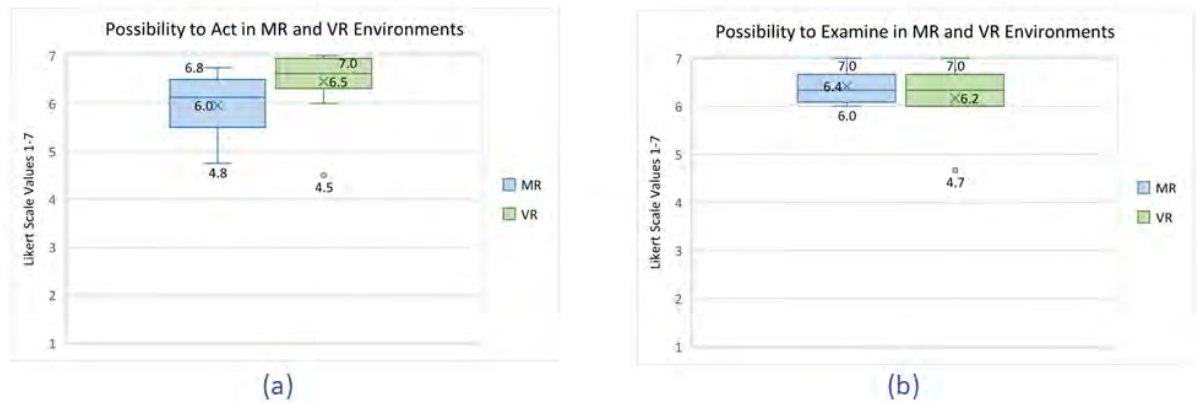 Possibility to Act in MR and VR Environments
Likert Scale Values 1-7
7
6
5
4
3
2
1
6.8
6.0
4.8
7.0
6.5
4.5
MR
VR
(a)
Possibility to Examine in MR and VR Environments
Likert Scale Values 1-7
7
6
5
4
3
2
1
7.0
6.4
6.0
7.0
6.2
4.7
MR
VR
(b)